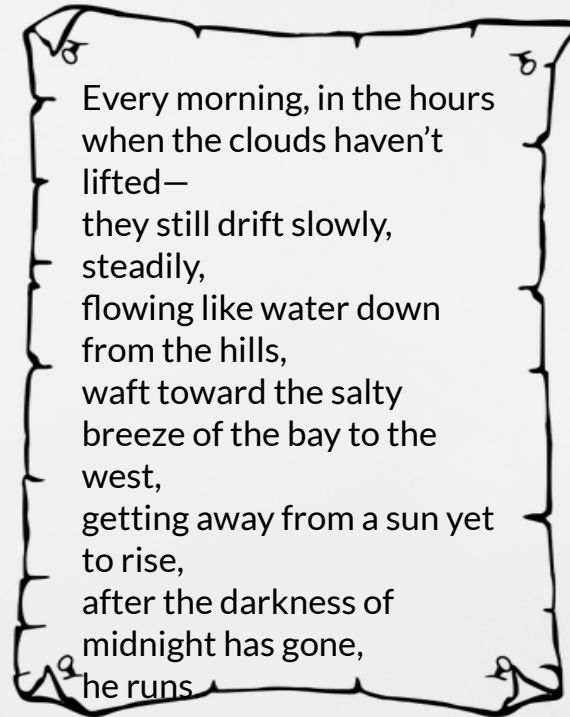 Every morning, in the hours
when the clouds haven’t
lifted—
they still drift slowly,
steadily,
flowing like water down
from the hills,
waft toward the salty
breeze of the bay to the
west,
getting away from a sun yet
to rise,
after the darkness of
midnight has gone,
he runs